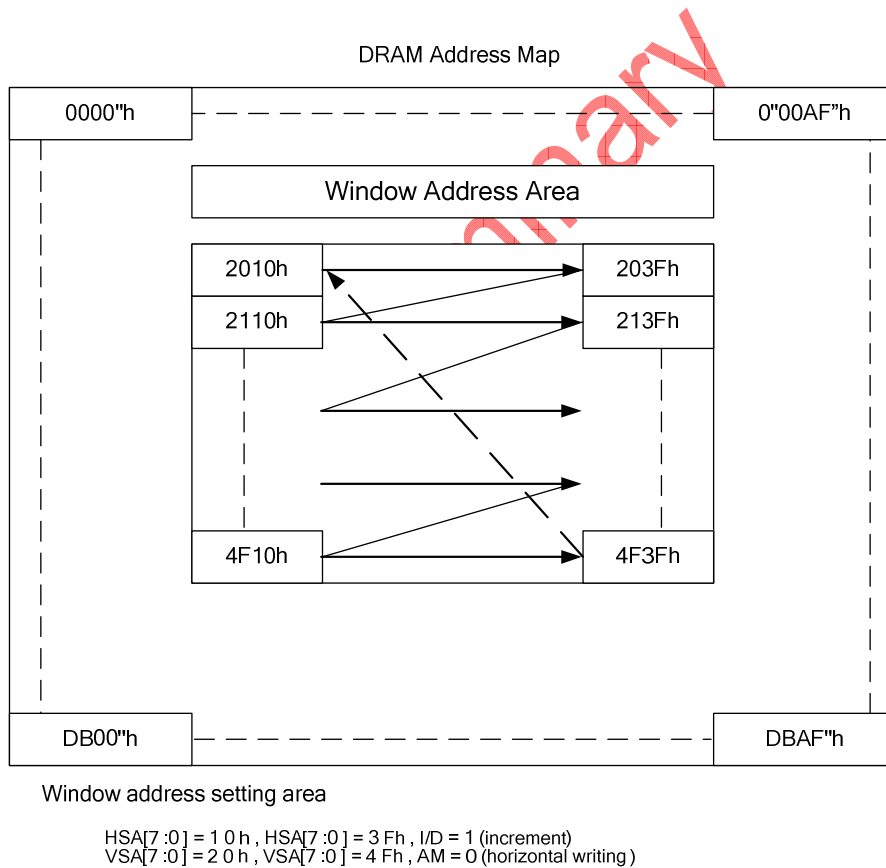 DRAM Address Map
0000"h
0"00AF"h
Window Address Area
2010h
203Fh
2110h
213Fh
4F10h
4F3Fh
DB00"h
DBAF"h
Window address setting area
HSA[7:0] = 1 0 h , HSA[7:0] = 3 Fh, I/D = 1 (increment)
VSA[7:0] = 2 0 h , VSA[7:0] = 4 Fh , AM = 0 (horizontal writing )